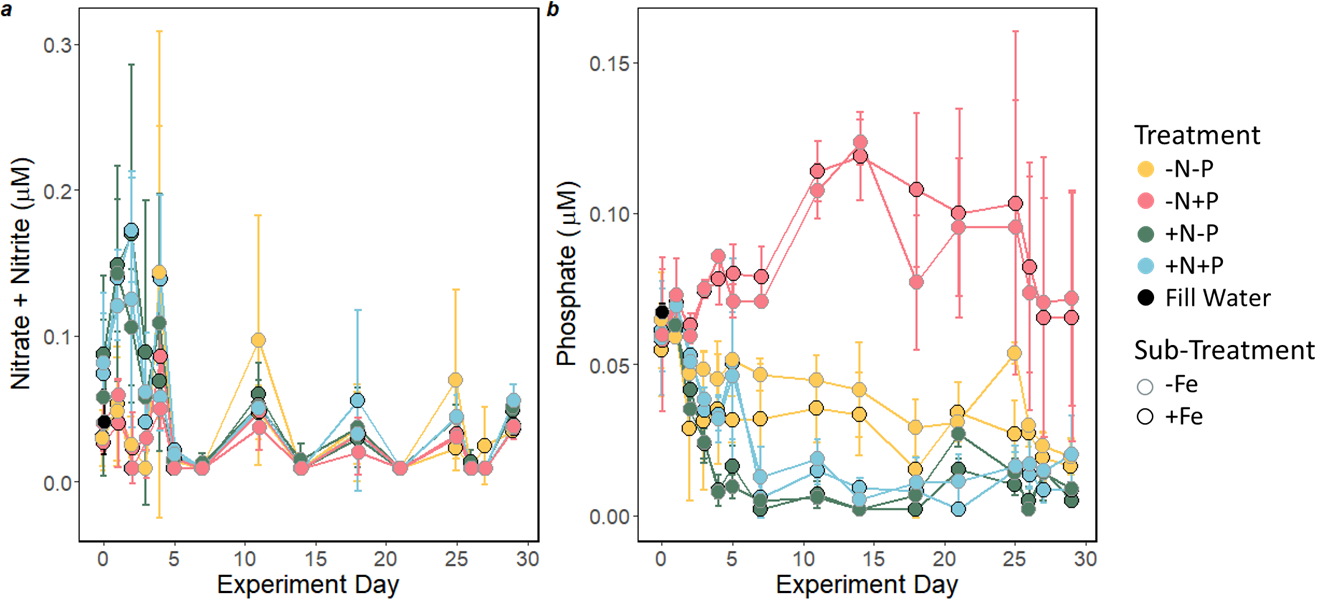 a
b
Nitrate + Nitrite (µM)
0.3
0.2
0.1
0.0
0 5 10 15 20 25 30
Experiment Day
Phosphate (µM)
0.15
0.10
0.05
0.00
0 5 10 15 20 25 30
Experiment Day
Treatment
-N-P
-N+P
+N-P
+N+P
Fill Water
Sub-Treatment
-Fe
+Fe